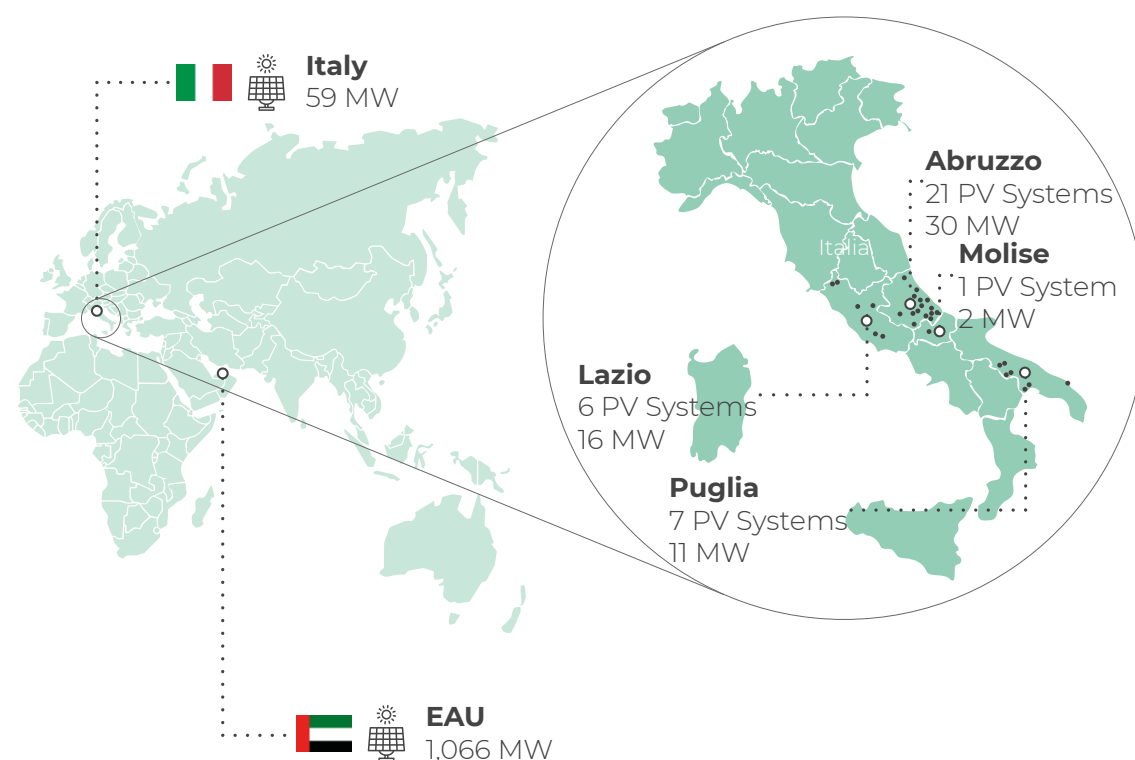 Italy
59 MW
Abruzzo
21 PV Systems
30 MW
Molise
1 PV System
2 MW
Italia
Lazio
6 PV Systems
16 MW
Puglia
7 PV Systems
11 MW
EAU
1,066 MW